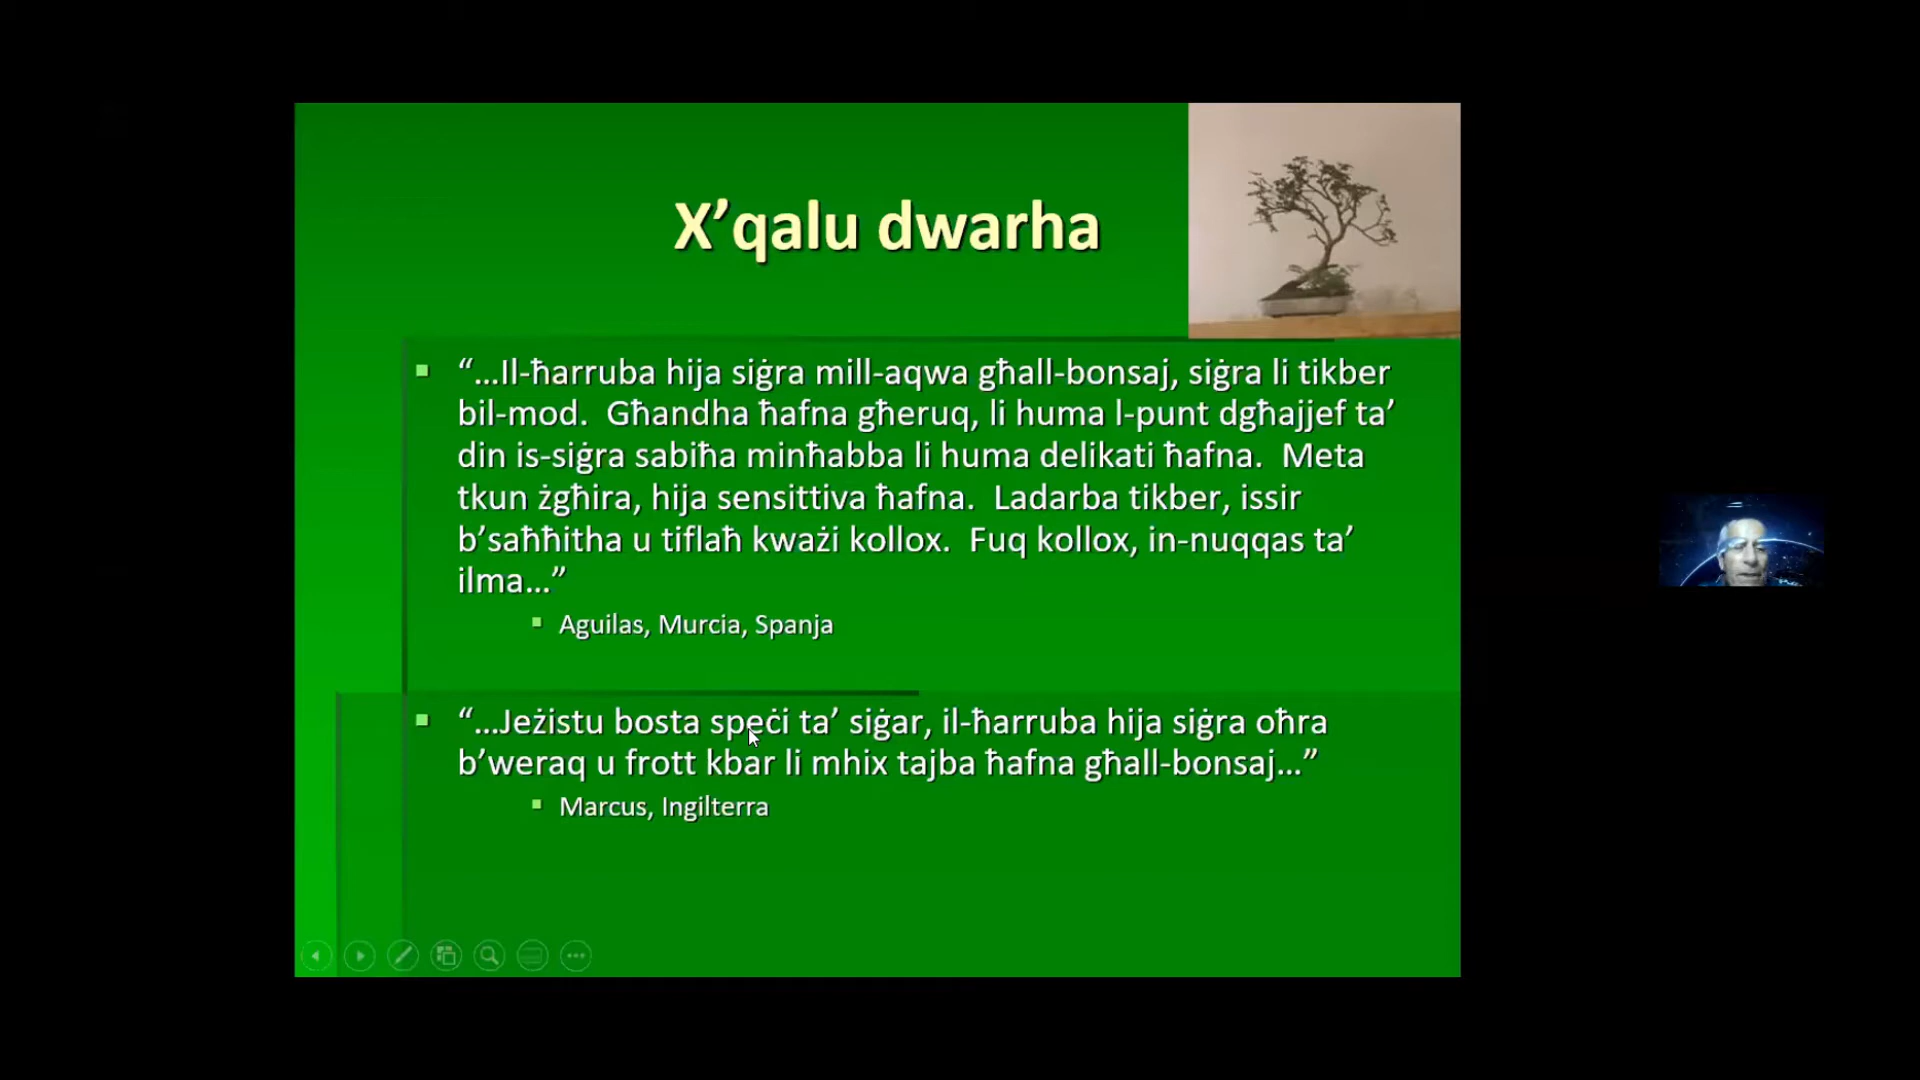 X’qalu dwarha
“…Il-ħarruba hija siġra mill-aqwa għall-bonsaj, siġra li tikber
bil-mod.  Għandha ħafna għeruq, li huma l-punt dgħajjef ta’
din is-siġra sabiħa minħabba li huma delikati ħafna.  Meta
tkun żgħira, hija sensittiva ħafna.  Ladarba tikber, issir
b’saħħitha u tiflaħ kważi kollox.  Fuq kollox, in-nuqqas ta’
ilma…”
Aguilas, Murcia, Spanja
“…Jeżistu bosta speċi ta’ siġar, il-ħarruba hija siġra oħra
b’weraq u frott kbar li mhix tajba ħafna għall-bonsaj…”
Marcus, Ingilterra